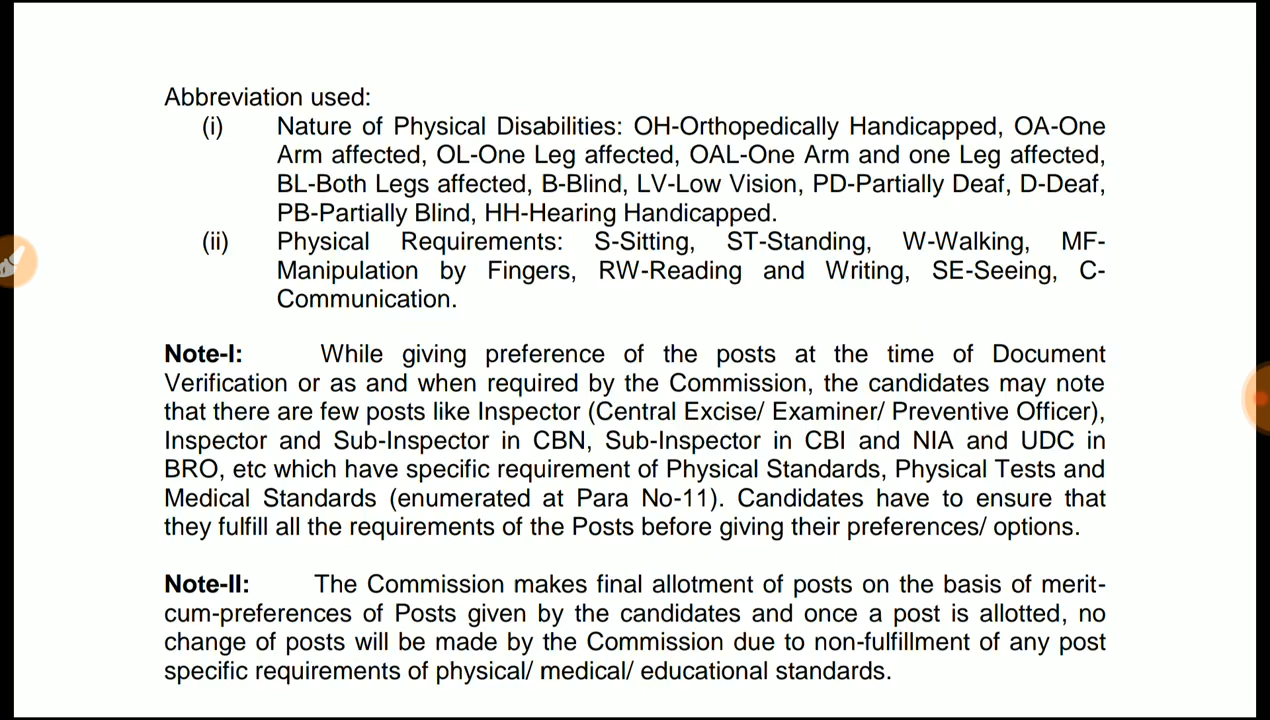 Abbreviation used:
(i) Nature of Physical Disabilities: OH-Orthopedically Handicapped, OA-One
Arm affected, OL-One Leg affected, OAL-One Arm and one Leg affected,
BL-Both Legs affected, B-Blind, LV-Low Vision, PD-Partially Deaf, D-Deaf,
PB-Partially Blind, HH-Hearing Handicapped.
(ii) Physical Requirements: S-Sitting, ST-Standing, W-Walking, MF-
Manipulation by Fingers, RW-Reading and Writing, SE-Seeing, C-
Communication.
Note-I: While giving preference of the posts at the time of Document
Verification or as and when required by the Commission, the candidates may note
that there are few posts like Inspector (Central Excise/ Examiner/ Preventive Officer),
Inspector and Sub-Inspector in CBN, Sub-Inspector in CBI and NIA and UDC in
BRO, etc which have specific requirement of Physical Standards, Physical Tests and
Medical Standards (enumerated at Para No-11). Candidates have to ensure that
they fulfill all the requirements of the Posts before giving their preferences/ options.
Note-II: The Commission makes final allotment of posts on the basis of merit-
cum-preferences of Posts given by the candidates and once a post is allotted, no
change of posts will be made by the Commission due to non-fulfillment of any post
specific requirements of physical/ medical/ educational standards.